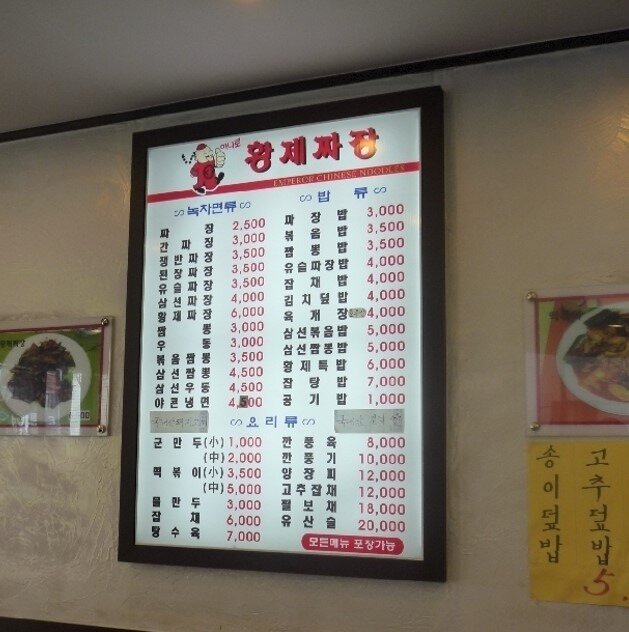 황제짜장
EMPEROR CHINESE NOODLES
녹차면류
짜장 2,500
간짜장 3,000
쟁반짜장 3,500
된장짜장 3,500
유슬짜장 3,500
삼선짜장 4,000
황제짜장 6,000
짬뽕 3,000
우동 3,000
볶음짬뽕 3,500
삼선짬뽕 4,500
삼선우동 4,500
야콘냉면 4,500
밥류
짜장밥 3,000
볶음밥 3,500
짬뽕밥 3,500
유슬짜장밥 4,000
잡채밥 4,000
김치덮밥 4,000
육개장 4,000
삼선볶음밥 5,000
삼선짬뽕밥 5,000
황제특밥 6,000
잡탕밥 7,000
공기밥 1,000
요리류
군만두(小) 1,000
(中) 2,000
떡볶이(小) 3,500
(中) 5,000
물만두 3,000
잡채 6,000
탕수육 7,000
깐풍육 8,000
깐풍기 10,000
양장피 12,000
고추잡채 12,000
팔보채 18,000
유산슬 20,000
모든메뉴 포장가능
고추덮밥 5.
송이덮밥